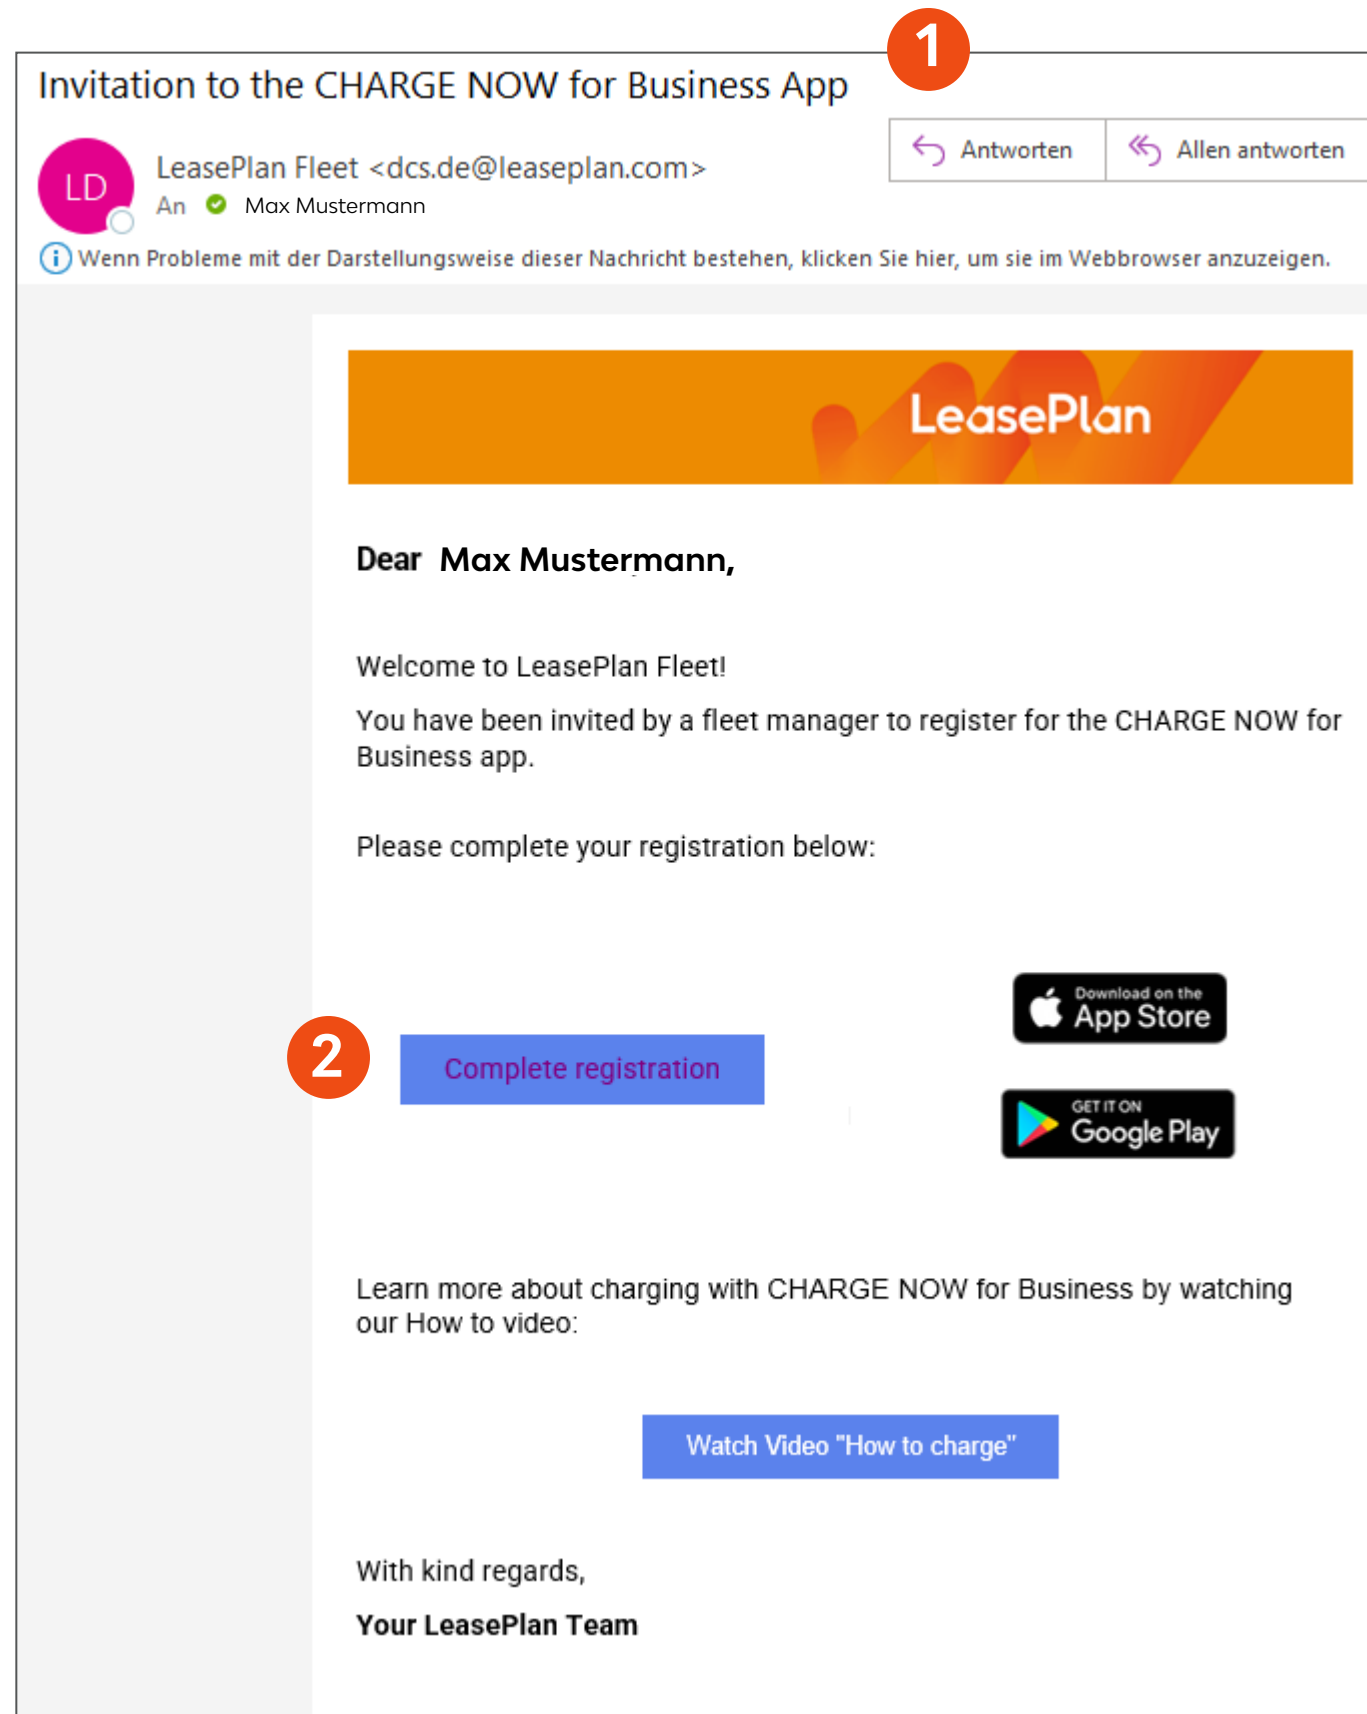 1
Invitation to the CHARGE NOW for Business App
Antworten
Allen antworten
LD
LeasePlan Fleet <dcs.de@leaseplan.com>
An Max Mustermann
Wenn Probleme mit der Darstellungsweise dieser Nachricht bestehen, klicken Sie hier, um sie im Webbrowser anzuzeigen.
LeasePlan
Dear Max Mustermann,
Welcome to LeasePlan Fleet!
You have been invited by a fleet manager to register for the CHARGE NOW for
Business app.
Please complete your registration below:
Download on the
App Store
2
Complete registration
GET IT ON
Google Play
Learn more about charging with CHARGE NOW for Business by watching
our How to video:
Watch Video "How to charge"
With kind regards,
Your LeasePlan Team